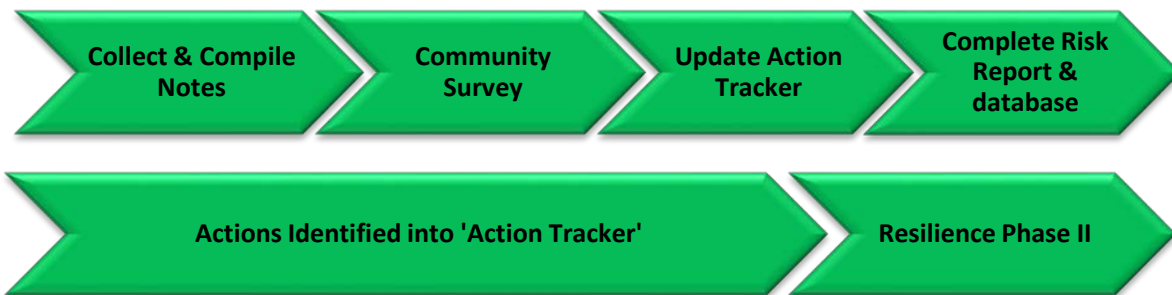 Collect & Compile
Notes
Community
Survey
Update Action
Tracker
Complete Risk
Report &
database
Actions Identified into 'Action Tracker'
Resilience Phase II